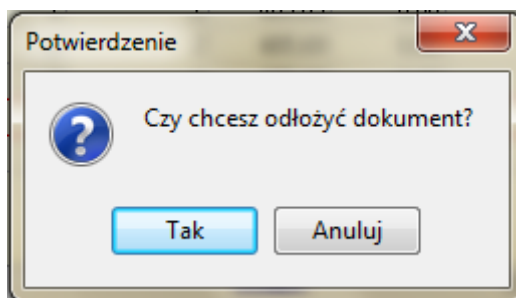 Potwierdzenie
Czy chcesz odłożyć dokument?
Tak
Anuluj